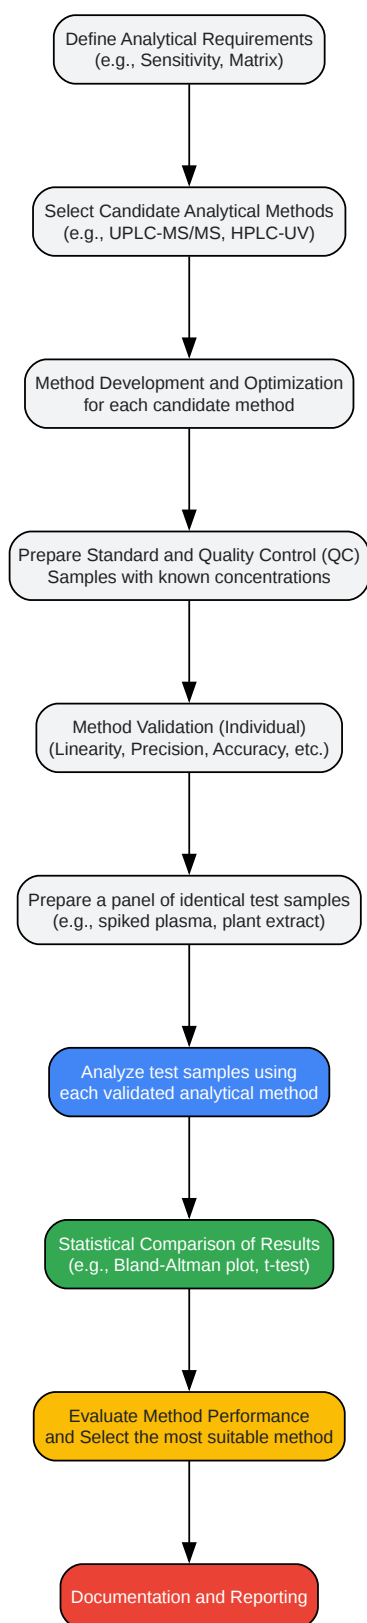 Define Analytical Requirements
(e.g., Sensitivity, Matrix)
Select Candidate Analytical Methods
(e.g., UPLC-MS/MS, HPLC-UV)
Method Development and Optimization
for each candidate method
Prepare Standard and Quality Control (QC)
Samples with known concentrations
Method Validation (Individual)
(Linearity, Precision, Accuracy, etc.)
Prepare a panel of identical test samples
(e.g., spiked plasma, plant extract)
Analyze test samples using
each validated analytical method
Statistical Comparison of Results
(e.g., Bland-Altman plot, t-test)
Evaluate Method Performance
and Select the most suitable method
Documentation and Reporting